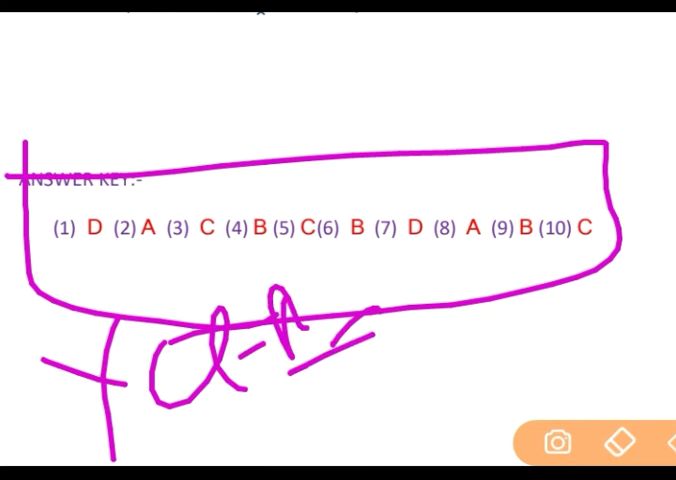 ANSWER KEY:-
(1) D (2) A (3) C (4) B (5) C(6) B (7) D (8) A (9) B (10) C